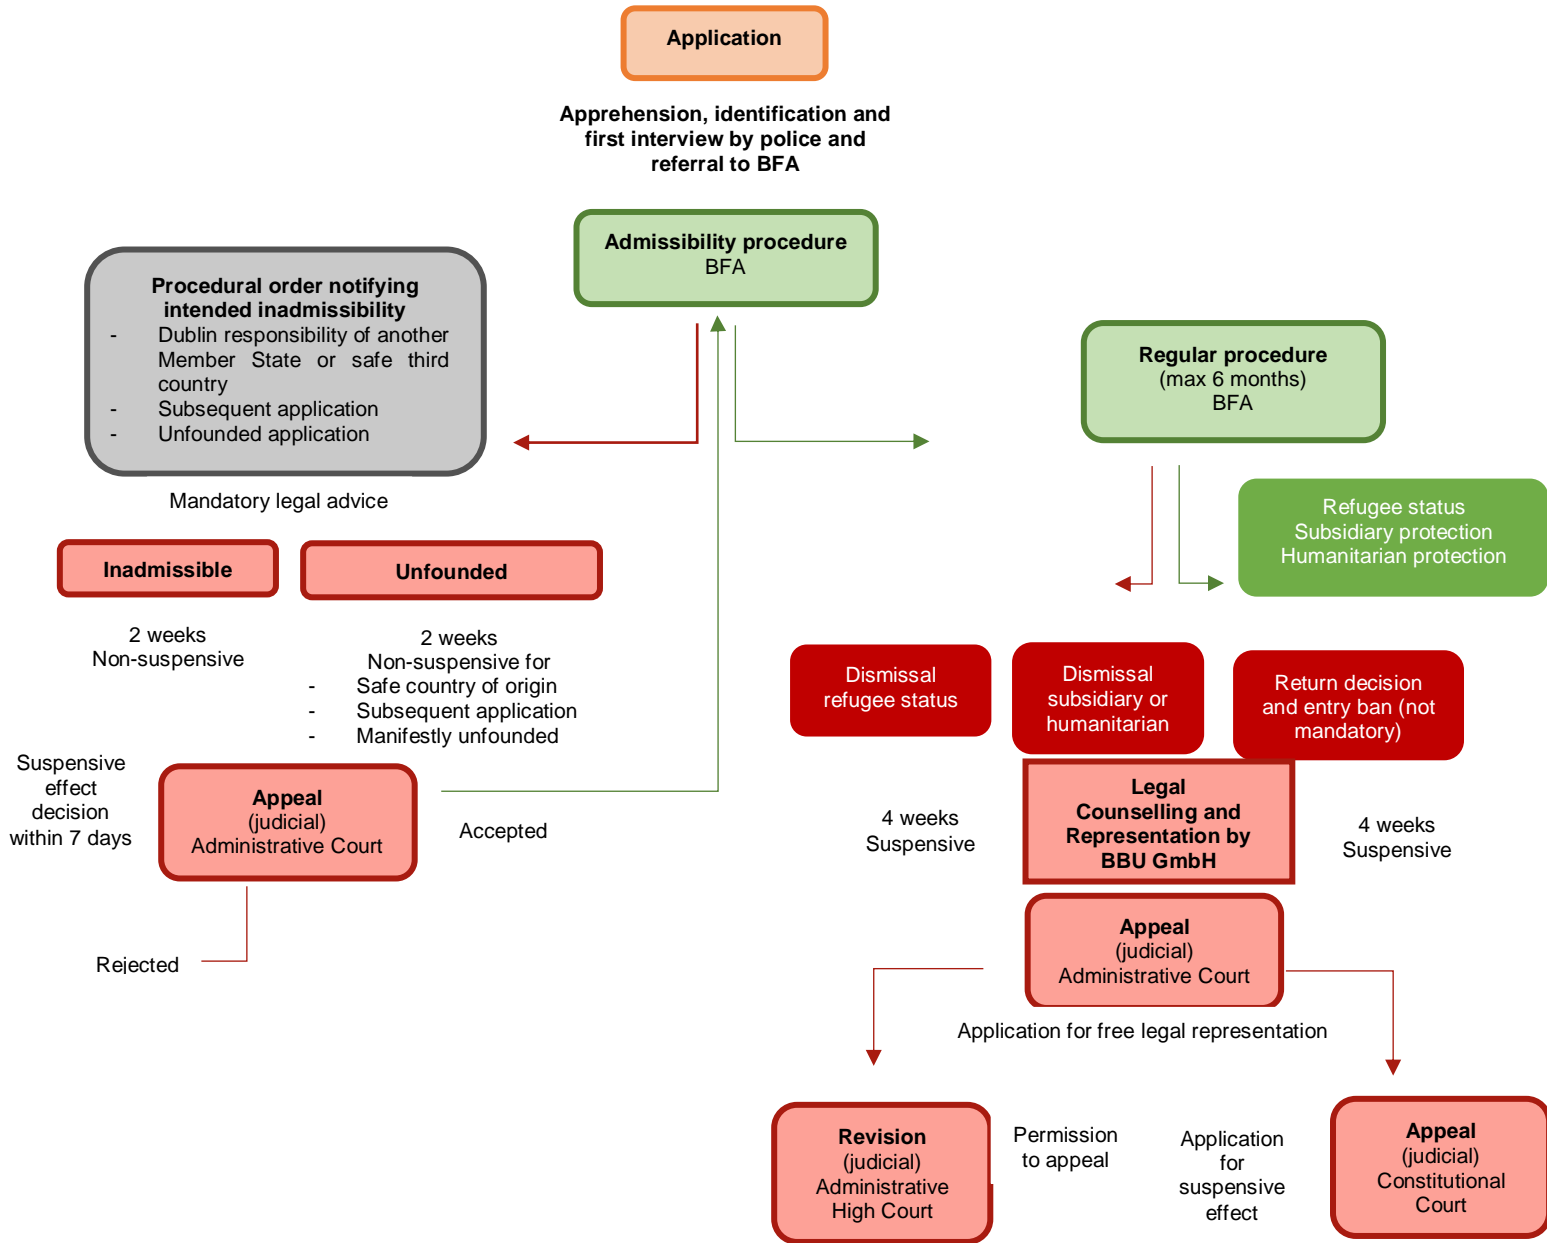 Application
Apprehension, identification and
first interview by police and
referral to BFA
Admissibility procedure
BFA
Procedural order notifying
intended inadmissibility
- Dublin responsibility of another
Member State or safe third
country
- Subsequent application
- Unfounded application
Mandatory legal advice
Inadmissible
2 weeks
Non-suspensive
Unfounded
2 weeks
Non-suspensive for
- Safe country of origin
- Subsequent application
- Manifestly unfounded
Suspensive
effect
decision
within 7 days
Appeal
(judicial)
Administrative Court
Accepted
Rejected
Regular procedure
(max 6 months)
BFA
Refugee status
Subsidiary protection
Humanitarian protection
Dismissal
refugee status
Dismissal
subsidiary or
humanitarian
Return decision
and entry ban (not
mandatory)
4 weeks
Suspensive
Legal
Counselling and
Representation by
BBU GmbH
4 weeks
Suspensive
Appeal
(judicial)
Administrative Court
Application for free legal representation
Revision
(judicial)
Administrative
High Court
Permission
to appeal
Application
for
suspensive
effect
Appeal
(judicial)
Constitutional
Court